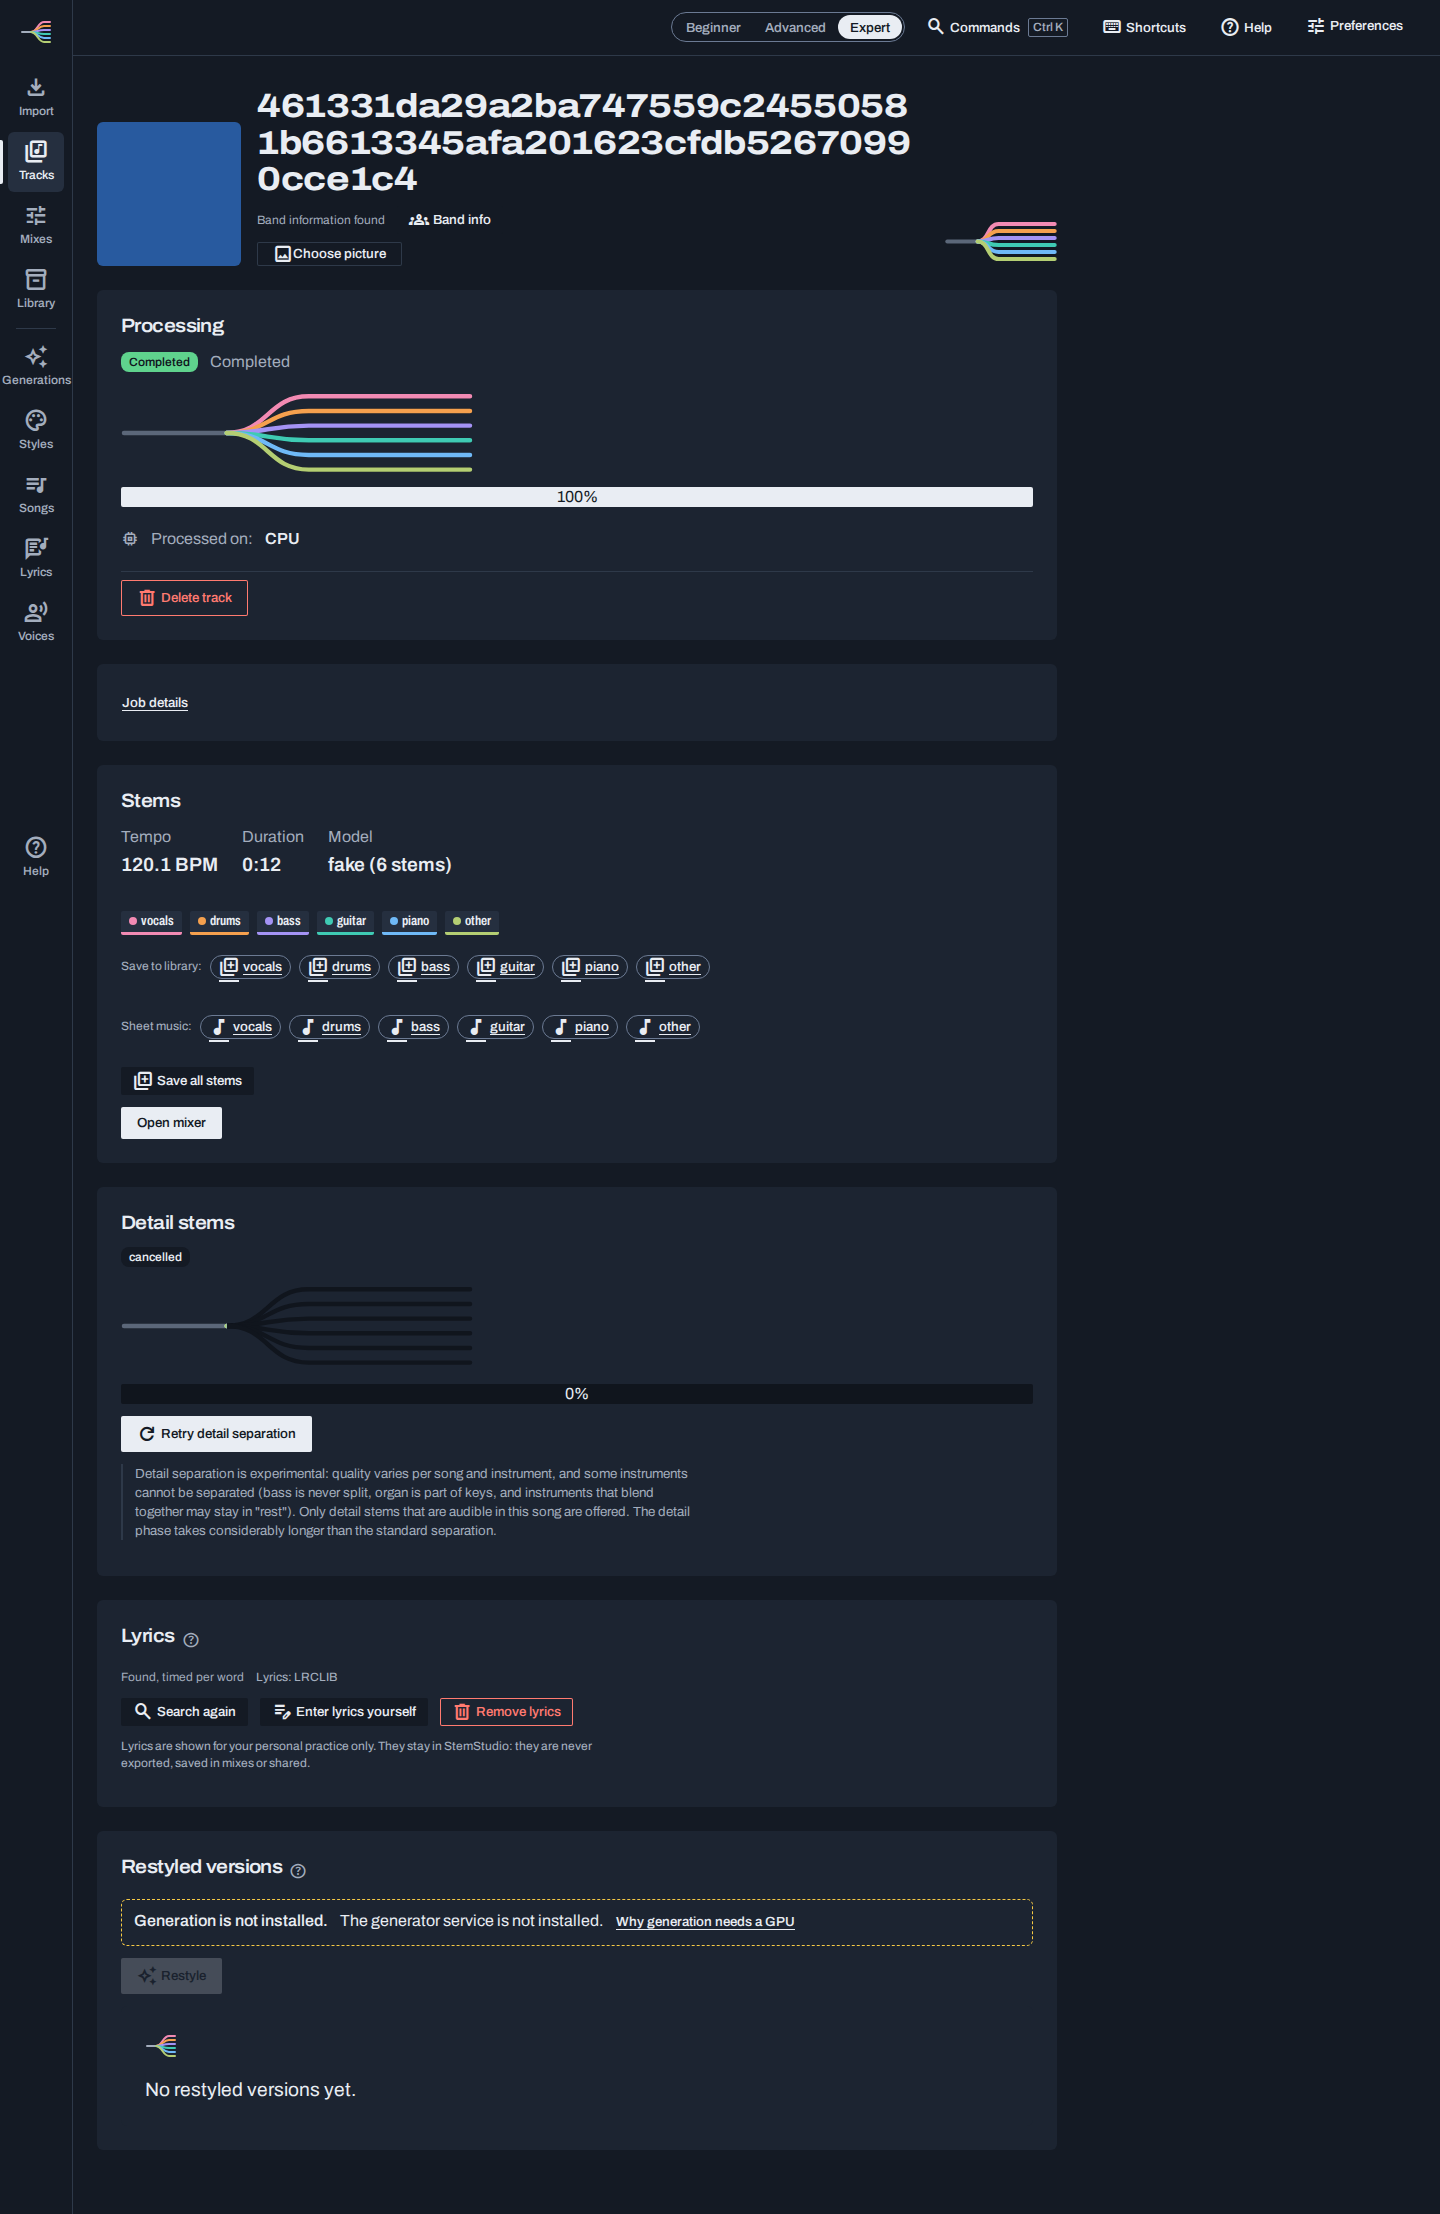 Beginner Advanced Expert Commands Ctrl K Shortcuts Help Preferences
Import
Tracks
Mixes
Library
Generations
Styles
Songs
Lyrics
Voices
Help
461331da29a2ba747559c2455058
1b6613345afa201623cfdb5267099
0cce1c4
Band information found Band info
Choose picture
Processing
Completed Completed
100%
Processed on: CPU
Delete track
Job details
Stems
Tempo Duration Model
120.1 BPM 0:12 fake (6 stems)
vocals drums bass guitar piano other
Save to library: vocals drums bass guitar piano other
Sheet music: vocals drums bass guitar piano other
Save all stems
Open mixer
Detail stems
cancelled
0%
Retry detail separation
Detail separation is experimental: quality varies per song and instrument, and some instruments
cannot be separated (bass is never split, organ is part of keys, and instruments that blend
together may stay in "rest"). Only detail stems that are audible in this song are offered. The detail
phase takes considerably longer than the standard separation.
Lyrics
Found, timed per word Lyrics: LRCLIB
Search again Enter lyrics yourself Remove lyrics
Lyrics are shown for your personal practice only. They stay in StemStudio: they are never
exported, saved in mixes or shared.
Restyled versions
Generation is not installed. The generator service is not installed. Why generation needs a GPU
Restyle
No restyled versions yet.